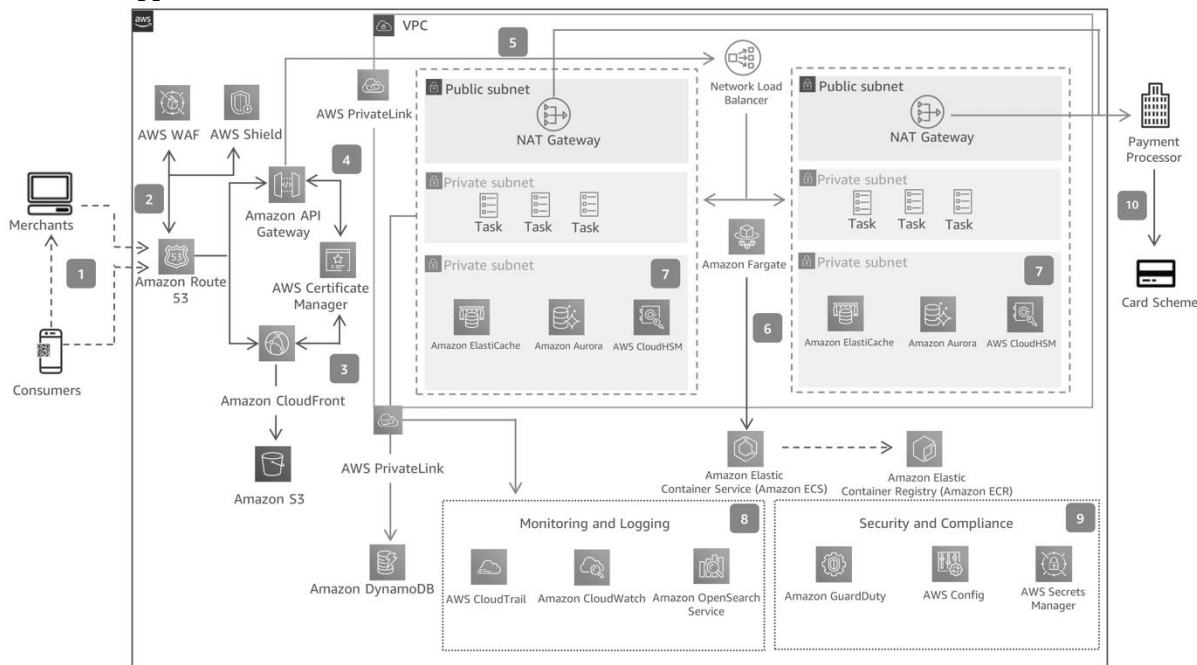 aws
VPC
5
Public subnet
NAT Gateway
Network Load
Balancer
Public subnet
NAT Gateway
Payment
Processor
AWS PrivateLink
AWS WAF
AWS Shield
2
4
Amazon API
Gateway
Merchants
1
53
Amazon Route
53
AWS Certificate
Manager
3
Consumers
Amazon CloudFront
Amazon S3
Private subnet
Task
Task
Task
Private subnet
7
Amazon ElastiCache
Amazon Aurora
AWS CloudHSM
Amazon Fargate
6
Private subnet
Task
Task
Task
Private subnet
7
Amazon ElastiCache
Amazon Aurora
AWS CloudHSM
10
Card Scheme
AWS PrivateLink
Amazon DynamoDB
Amazon Elastic
Container Service (Amazon ECS)
Amazon Elastic
Container Registry (Amazon ECR)
Monitoring and Logging
8
AWS CloudTrail
Amazon CloudWatch
Amazon OpenSearch
Service
Security and Compliance
9
Amazon GuardDuty
AWS Config
AWS Secrets
Manager